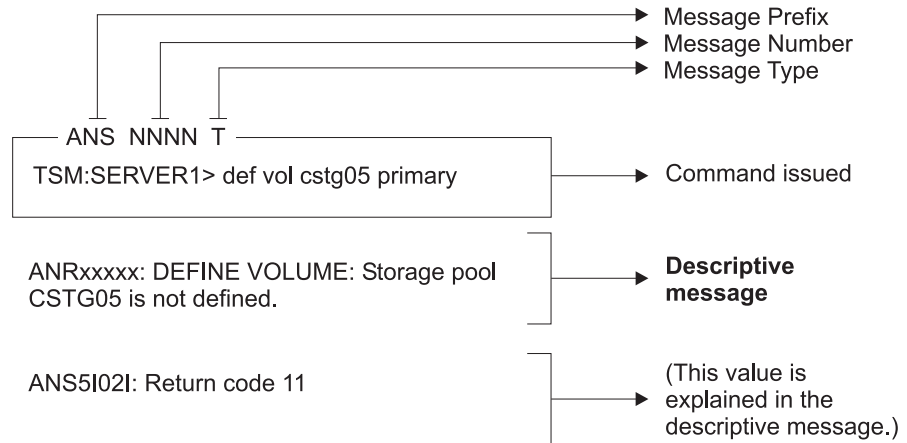 Message Prefix
Message Number
Message Type
ANS NNNN T
TSM:SERVER1> def vol cstg05 primary
Command issued
ANRxxxxx: DEFINE VOLUME: Storage pool
CSTG05 is not defined.
Descriptive
message
ANS5I02I: Return code 11
(This value is
explained in the
descriptive message.)